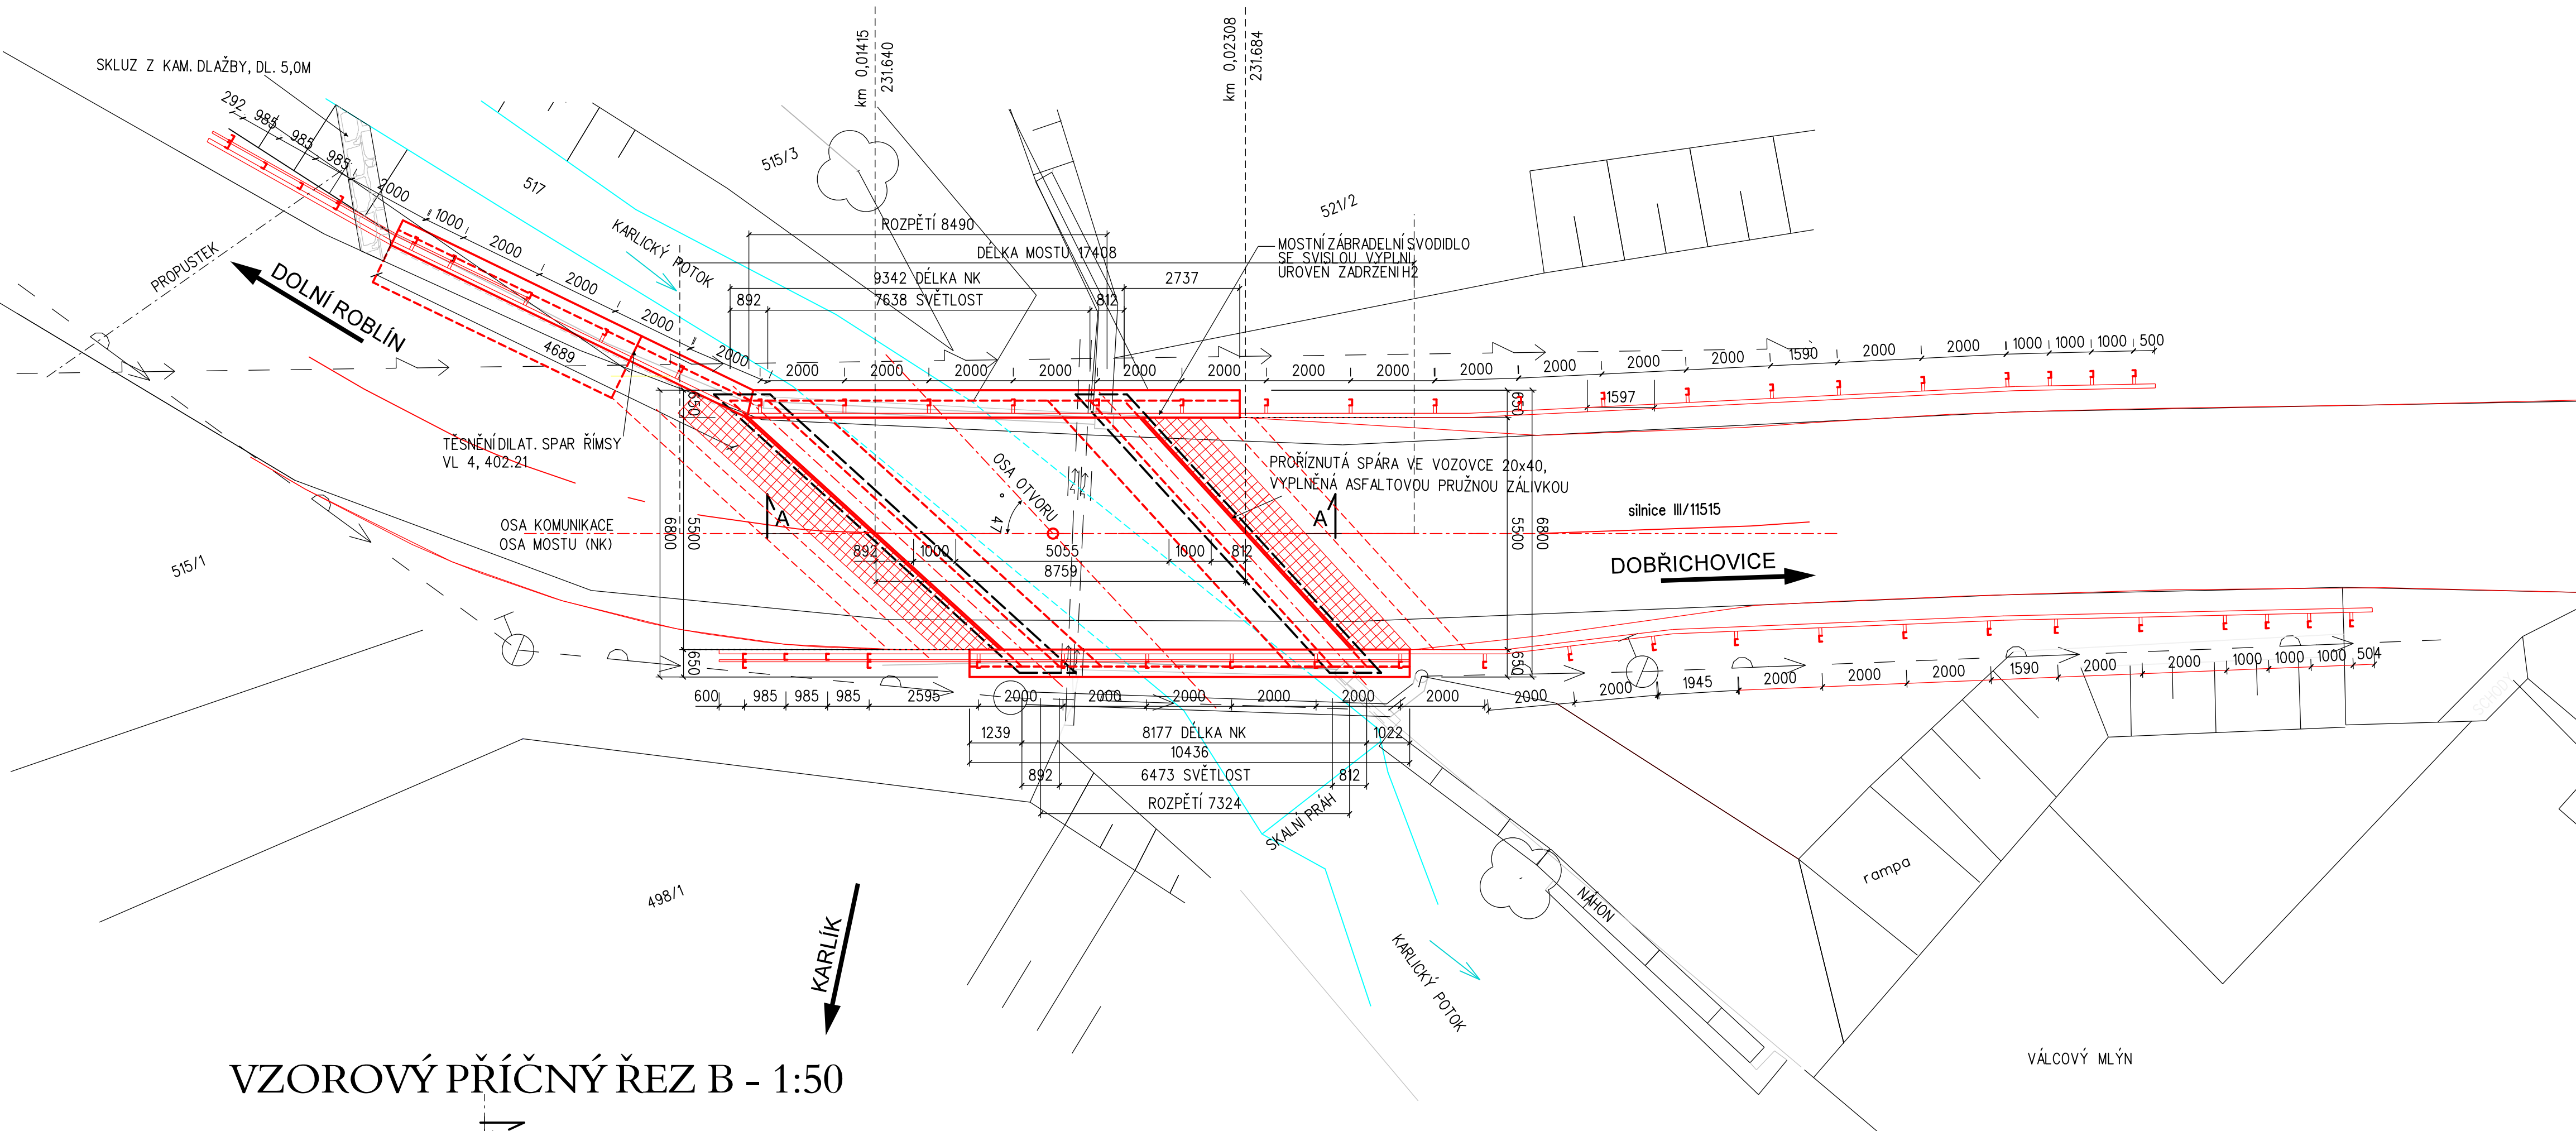 SKLUZ Z KAM. DLAŽBY, DL. 5,0M
km 0,01415
231.640
km 0,02308
231.684
292
985
985
985
2000
1000
2000
2000
2000
2000
517
515/3
521/2
KARLICKÝ POTOK
PROPUSTEK
DOLNÍ ROBLÍN
4689
ROZPĚTÍ 8490
DÉLKA MOSTU 17408
9342 DÉLKA NK
2737
892
7638 SVĚTLOST
812
MOSTNÍ ZÁBRADELNÍ SVODIDLO
SE SVISLOU VÝPLNÍ
ÚROVEŇ ZADRŽENÍ H2
2000 2000 2000 2000 2000 2000 2000 2000 2000 2000 2000 1590 2000 2000 1000 1000 1000 500
1597
TĚSNĚNÍ DILAT. SPAR ŘÍMSY
VL 4, 402.21
650
5500
6800
650
OSA OTVORU
47°
PROŘÍZNUTÁ SPÁRA VE VOZOVCE 20x40,
VYPLNĚNÁ ASFALTOVOU PRUŽNOU ZÁLIVKOU
650
5500
6800
650
A
A
OSA KOMUNIKACE
OSA MOSTU (NK)
silnice III/11515
DOBŘICHOVICE
892 1000 5055 1000 812
8759
515/1
600 985 985 985 2595 2000 2000 2000 2000 2000 2000 2000 2000 1945 2000 2000 2000 1590 2000 2000 1000 1000 1000 504
1239
8177 DÉLKA NK
1022
10436
892
6473 SVĚTLOST
812
ROZPĚTÍ 7324
SKALNÍ PRÁH
SCHODY
rampa
NÁHON
498/1
KARLÍK
KARLICKÝ POTOK
VÁLCOVÝ MLÝN
VZOROVÝ PŘÍČNÝ ŘEZ B - 1:50